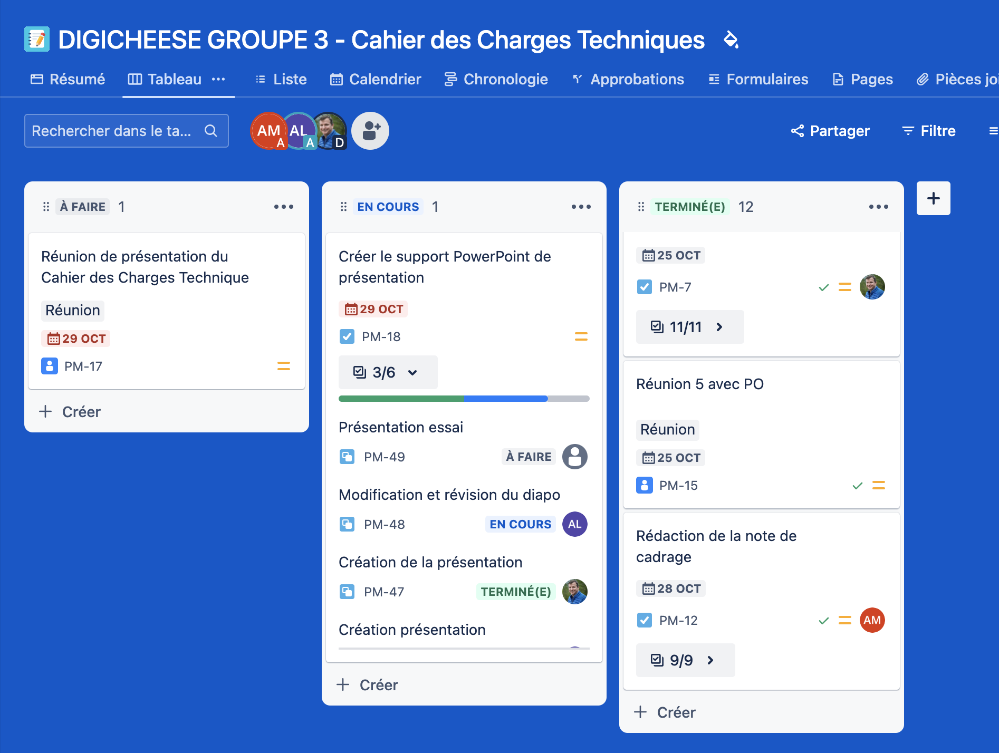 DIGICHEESE GROUPE 3 - Cahier des Charges Techniques
Résumé
Tableau
Liste
Calendrier
Chronologie
Approbations
Formulaires
Pages
Pièces joi
Rechercher dans le ta...
AM
A
AL
A
D
Partager
Filtre
À FAIRE 1
Réunion de présentation du
Cahier des Charges Technique
Réunion
29 OCT
PM-17
+ Créer
EN COURS 1
Créer le support PowerPoint de
présentation
29 OCT
PM-18
3/6
Présentation essai
PM-49
À FAIRE
Modification et révision du diapo
PM-48
EN COURS
AL
Création de la présentation
PM-47
TERMINÉ(E)
Création présentation
+ Créer
TERMINÉ(E) 12
25 OCT
PM-7
11/11
Réunion 5 avec PO
Réunion
25 OCT
PM-15
Rédaction de la note de
cadrage
28 OCT
PM-12
AM
9/9
+ Créer